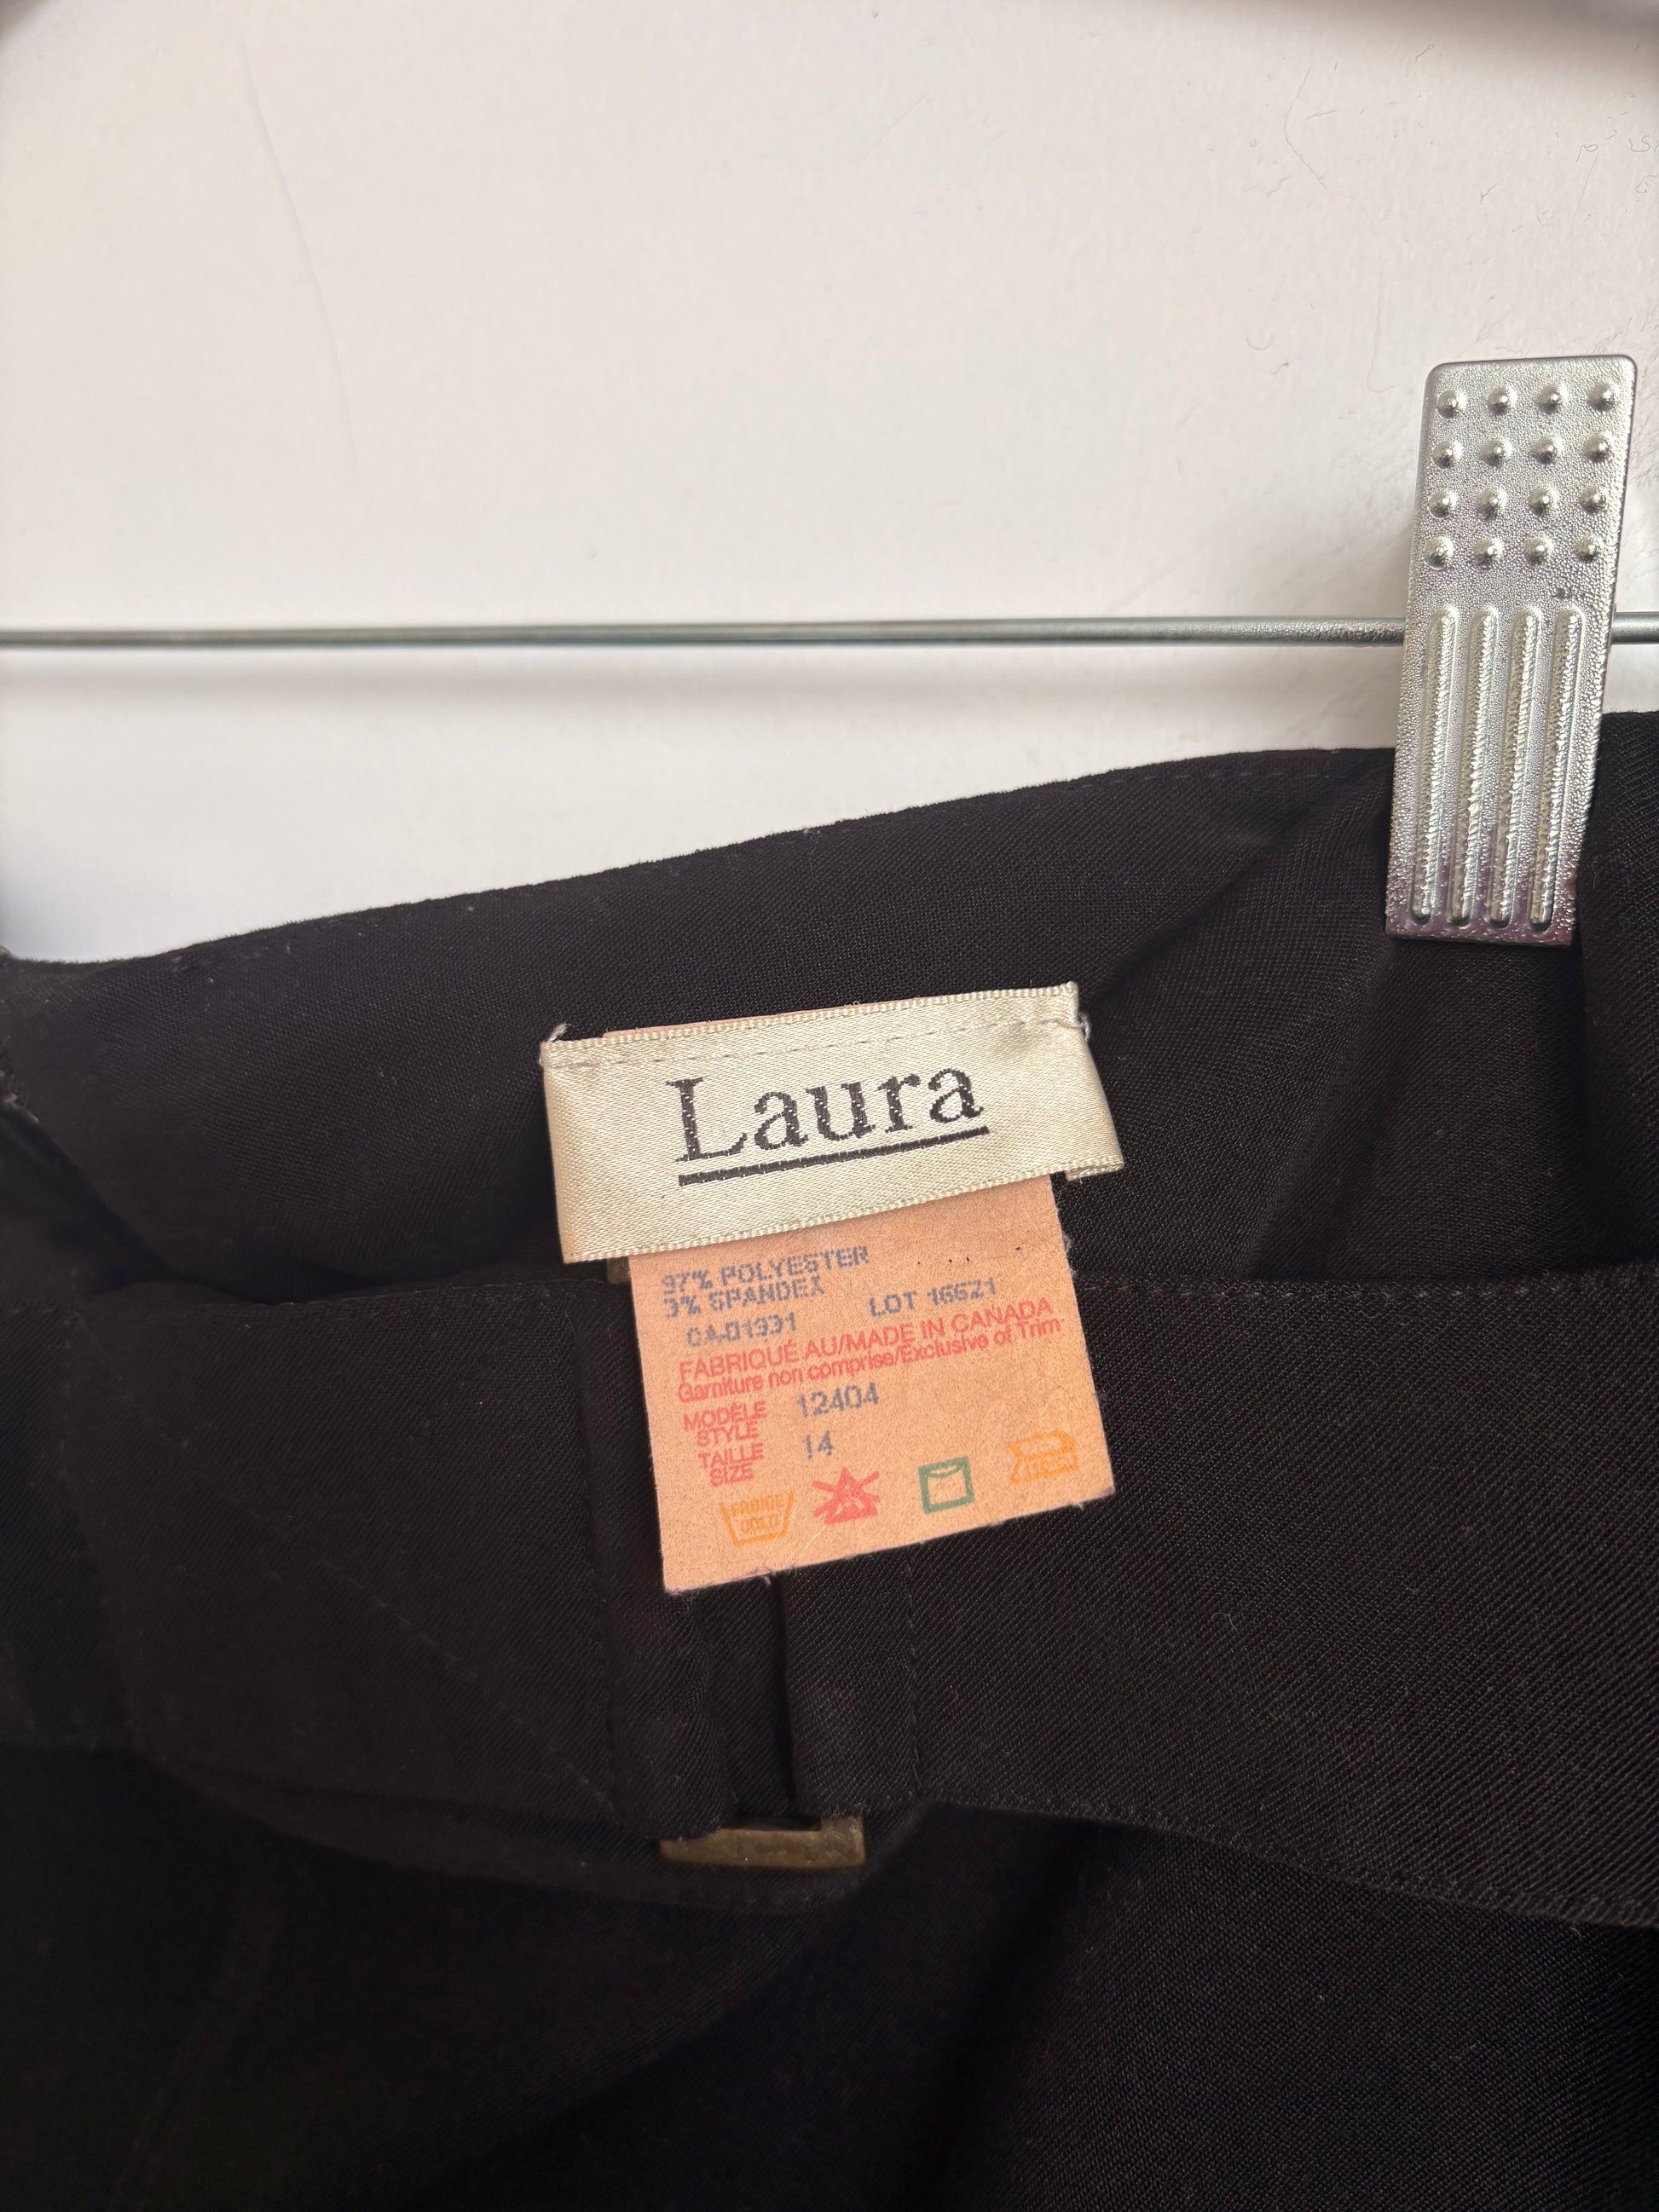 Laura
97% POLYESTER
3% SPANDEX
CA-01931 LOT 16621
FABRIQUÉ AU/MADE IN CANADA
Garniture non comprise/Exclusive of Trim
MODÈLE
STYLE 12404
TAILLE
SIZE 14